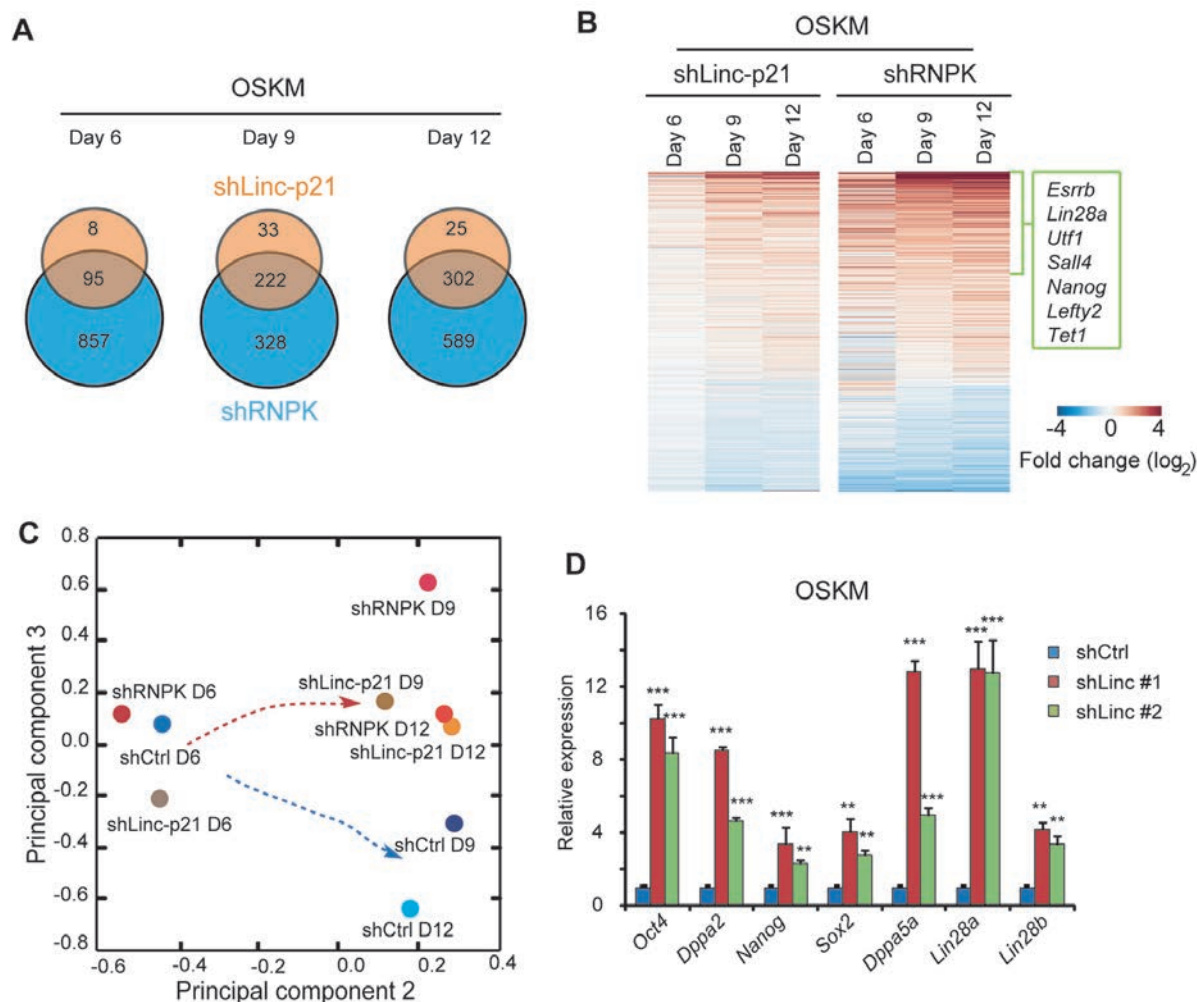 A
OSKM
Day 6
Day 9
Day 12
shLinc-p21
8
33
25
95
222
302
857
328
589
shRNPK
B
OSKM
shLinc-p21
shRNPK
Day 6
Day 9
Day 12
Day 6
Day 9
Day 12
Esrrb
Lin28a
Utf1
Sall4
Nanog
Lefty2
Tet1
-4
0
4
Fold change (log2)
C
Principal component 3
0.8
0.6
0.4
0.2
0.0
-0.2
-0.4
-0.6
-0.8
shRNPK D9
shRNPK D6
shLinc-p21 D9
shCtrl D6
shRNPK D12
shLinc-p21 D12
shLinc-p21 D6
shCtrl D9
shCtrl D12
-0.6
-0.4
-0.2
0.0
0.2
0.4
Principal component 2
D
OSKM
Relative expression
16
12
8
4
0
*** ***
*** ***
*** **
** **
*** ***
*** ***
** **
shCtrl
shLinc #1
shLinc #2
Oct4
Dppa2
Nanog
Sox2
Dppa5a
Lin28a
Lin28b